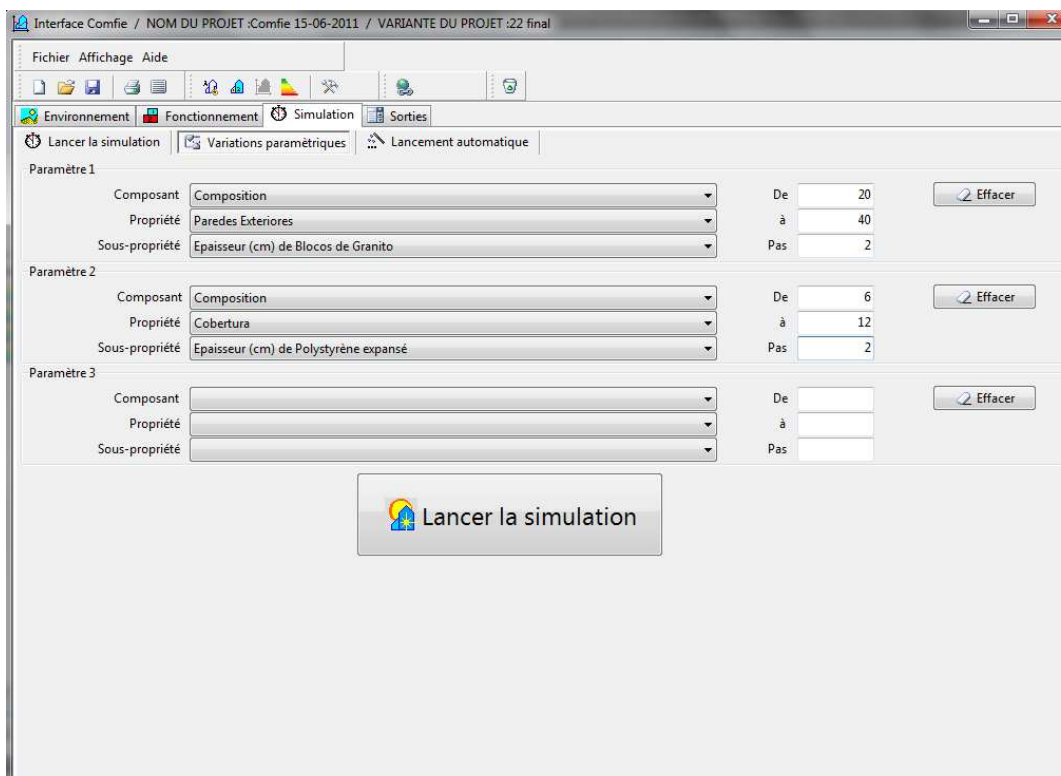 Interface Comfie / NOM DU PROJET :Comfie 15-06-2011 / VARIANTE DU PROJET :22 final
Fichier Affichage Aide
Environnement Fonctionnement Simulation Sorties
Lancer la simulation Variations paramètriques Lancement automatique
Paramètre 1
Composant Composition De 20 Effacer
Propriété Paredes Exteriores à 40
Sous-propriété Epaisseur (cm) de Blocos de Granito Pas 2
Paramètre 2
Composant Composition De 6 Effacer
Propriété Cobertura à 12
Sous-propriété Epaisseur (cm) de Polystyrène expansé Pas 2
Paramètre 3
Composant De Effacer
Propriété à
Sous-propriété Pas
Lancer la simulation